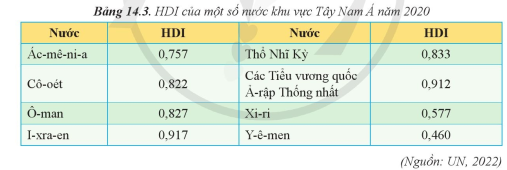 Bảng 14.3. HDI của một số nước khu vực Tây Nam Á năm 2020
Nước HDI Nước HDI
Ác-mê-ni-a 0,757 Thổ Nhĩ Kỳ 0,833
Cô-oét 0,822 Các Tiểu vương quốc
Ả-rập Thống nhất 0,912
Ô-man 0,827 Xi-ri 0,577
I-xra-en 0,917 Y-ê-men 0,460
(Nguồn: UN, 2022)